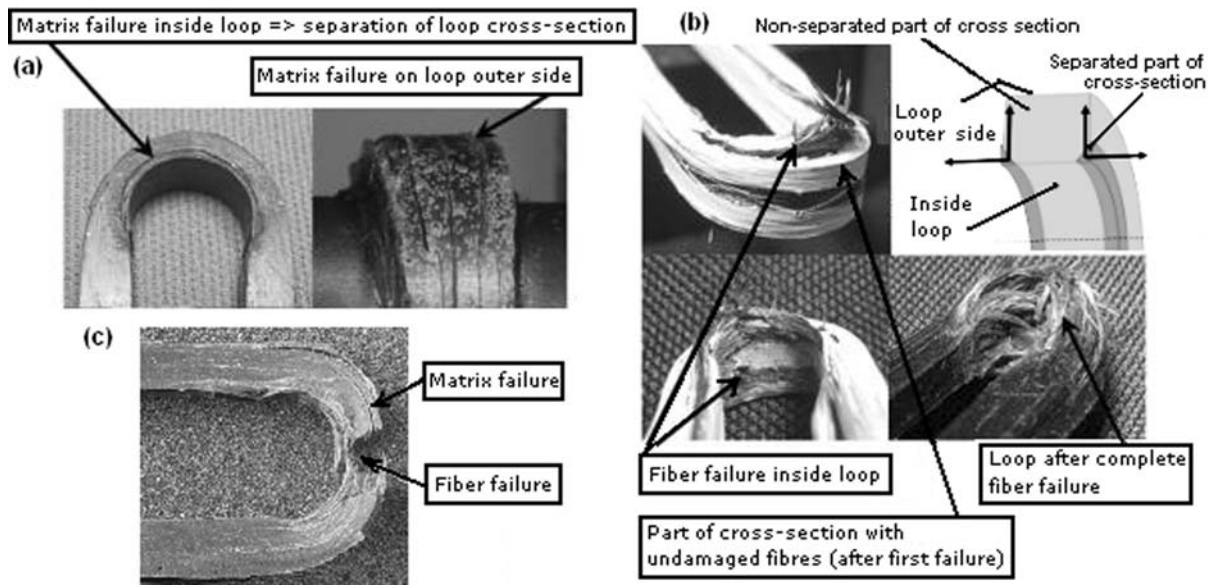 Matrix failure inside loop => separation of loop cross-section
(a)
Matrix failure on loop outer side
(b)
Non-separated part of cross section
Separated part of
cross-section
Loop
outer side
Inside
loop
(c)
Matrix failure
Fiber failure
Fiber failure inside loop
Loop after complete
fiber failure
Part of cross-section with
undamaged fibres (after first failure)